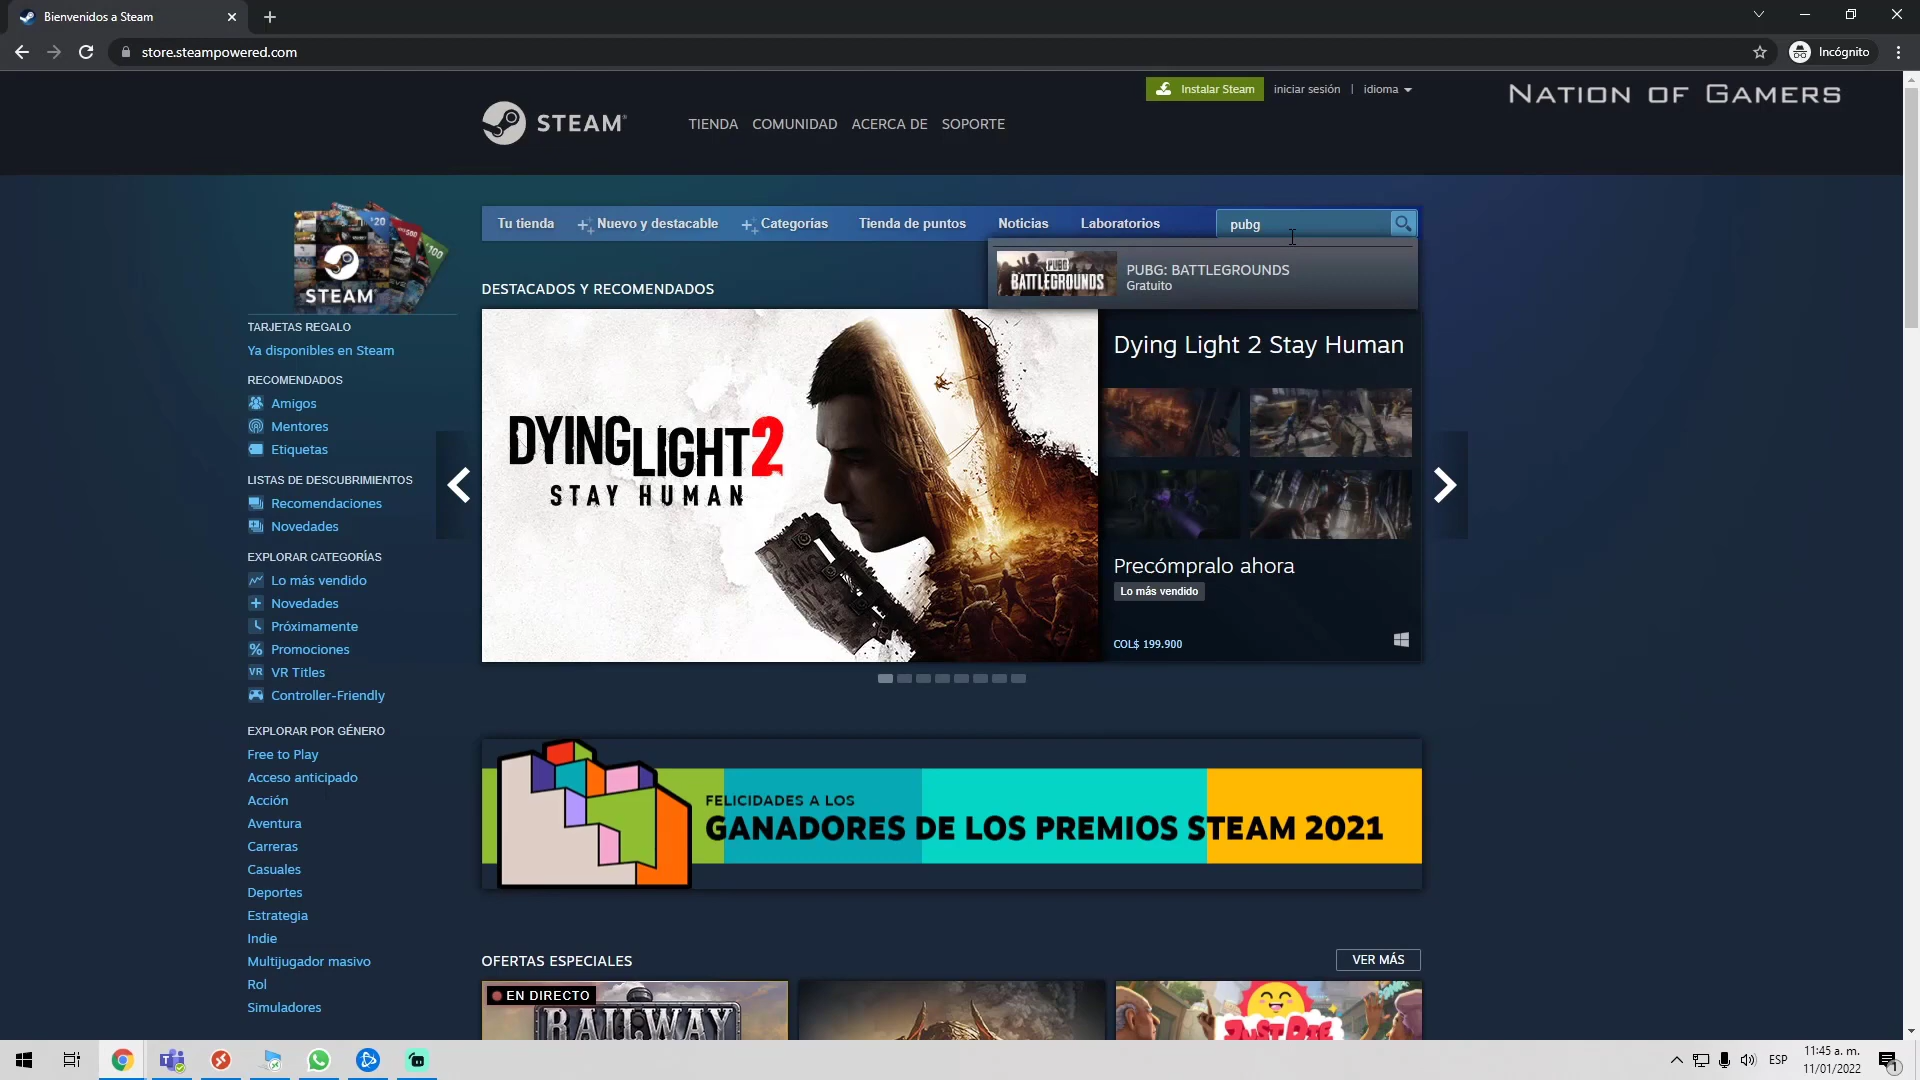 Bienvenidos a Steam
store.steampowered.com
Incógnito
Instalar Steam
iniciar sesión | idioma
NATION OF GAMERS
STEAM
TIENDA COMUNIDAD ACERCA DE SOPORTE
Tu tienda Nuevo y destacable Categorías Tienda de puntos Noticias Laboratorios pubg
PUBG: BATTLEGROUNDS
Gratuito
PUBG
BATTLEGROUNDS
$20
$100
STEAM
TARJETAS REGALO
Ya disponibles en Steam
RECOMENDADOS
Amigos
Mentores
Etiquetas
LISTAS DE DESCUBRIMIENTOS
Recomendaciones
Novedades
EXPLORAR CATEGORÍAS
Lo más vendido
Novedades
Próximamente
Promociones
VR VR Titles
Controller-Friendly
EXPLORAR POR GÉNERO
Free to Play
Acceso anticipado
Acción
Aventura
Carreras
Casuales
Deportes
Estrategia
Indie
Multijugador masivo
Rol
Simuladores
DESTACADOS Y RECOMENDADOS
DYING LIGHT 2
STAY HUMAN
Dying Light 2 Stay Human
Precómpralo ahora
Lo más vendido
COL$ 199.900
FELICIDADES A LOS
GANADORES DE LOS PREMIOS STEAM 2021
OFERTAS ESPECIALES
VER MÁS
EN DIRECTO
RAILWAY
JUST DIE
ESP
11:45 a. m.
11/01/2022
1